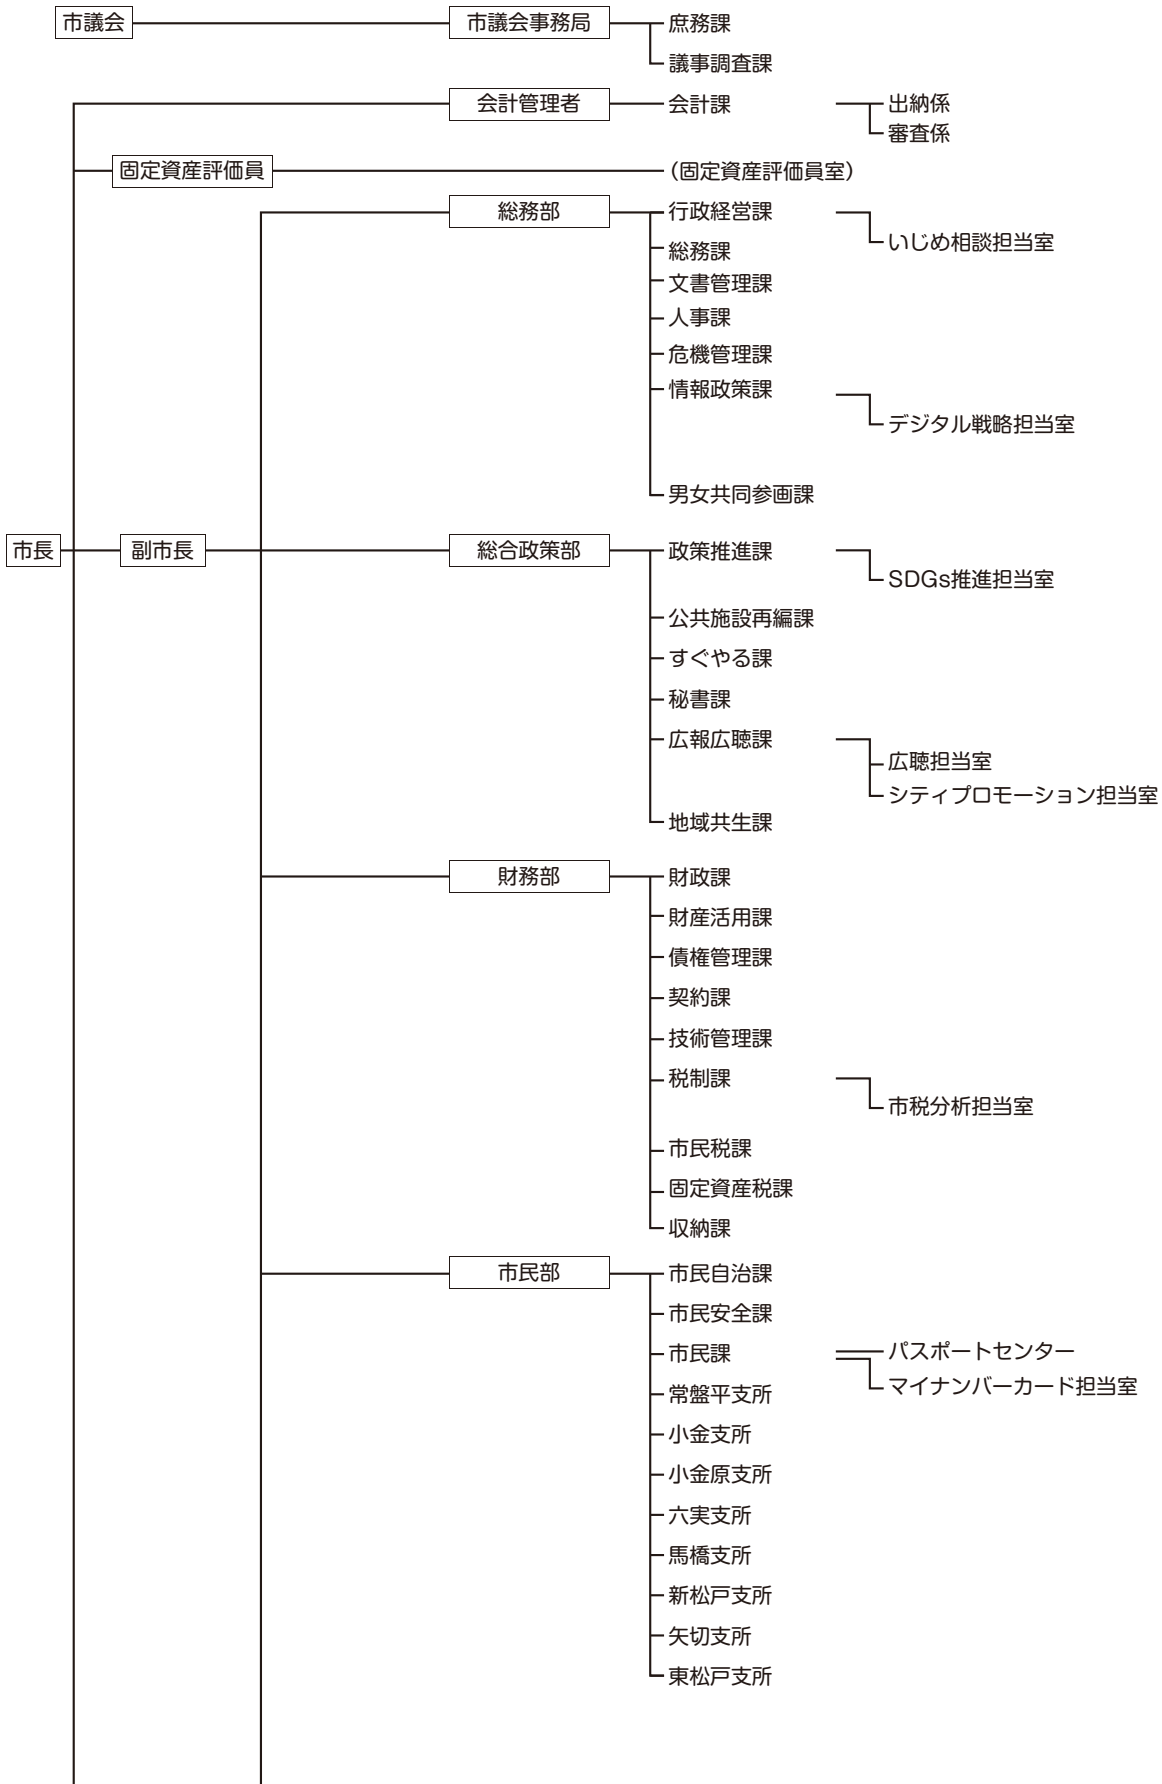 市議会 市議会事務局 庶務課
議事調査課
会計管理者 会計課 出納係
審査係
固定資産評価員 (固定資産評価員室)
総務部 行政経営課
いじめ相談担当室
総務課
文書管理課
人事課
危機管理課
情報政策課
デジタル戦略担当室
男女共同参画課
市長 副市長 総合政策部 政策推進課
SDGs推進担当室
公共施設再編課
すぐやる課
秘書課
広報広聴課
広聴担当室
シティプロモーション担当室
地域共生課
財務部 財政課
財産活用課
債権管理課
契約課
技術管理課
税制課
市税分析担当室
市民税課
固定資産税課
収納課
市民部 市民自治課
市民安全課
市民課 パスポートセンター
マイナンバーカード担当室
常盤平支所
小金支所
小金原支所
六実支所
馬橋支所
新松戸支所
矢切支所
東松戸支所